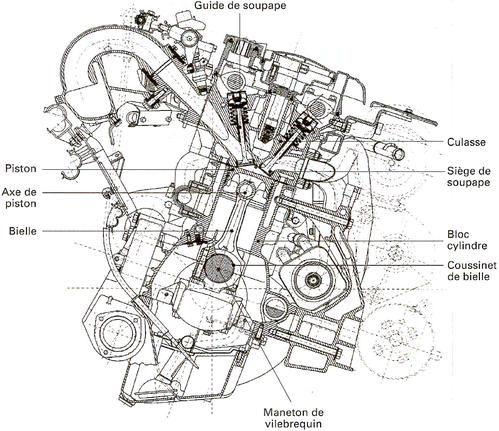 Guide de soupape
Culasse
Piston
Siège de
soupape
Axe de
piston
Bielle
Bloc
cylindre
Coussinet
de bielle
Maneton de
vilebrequin